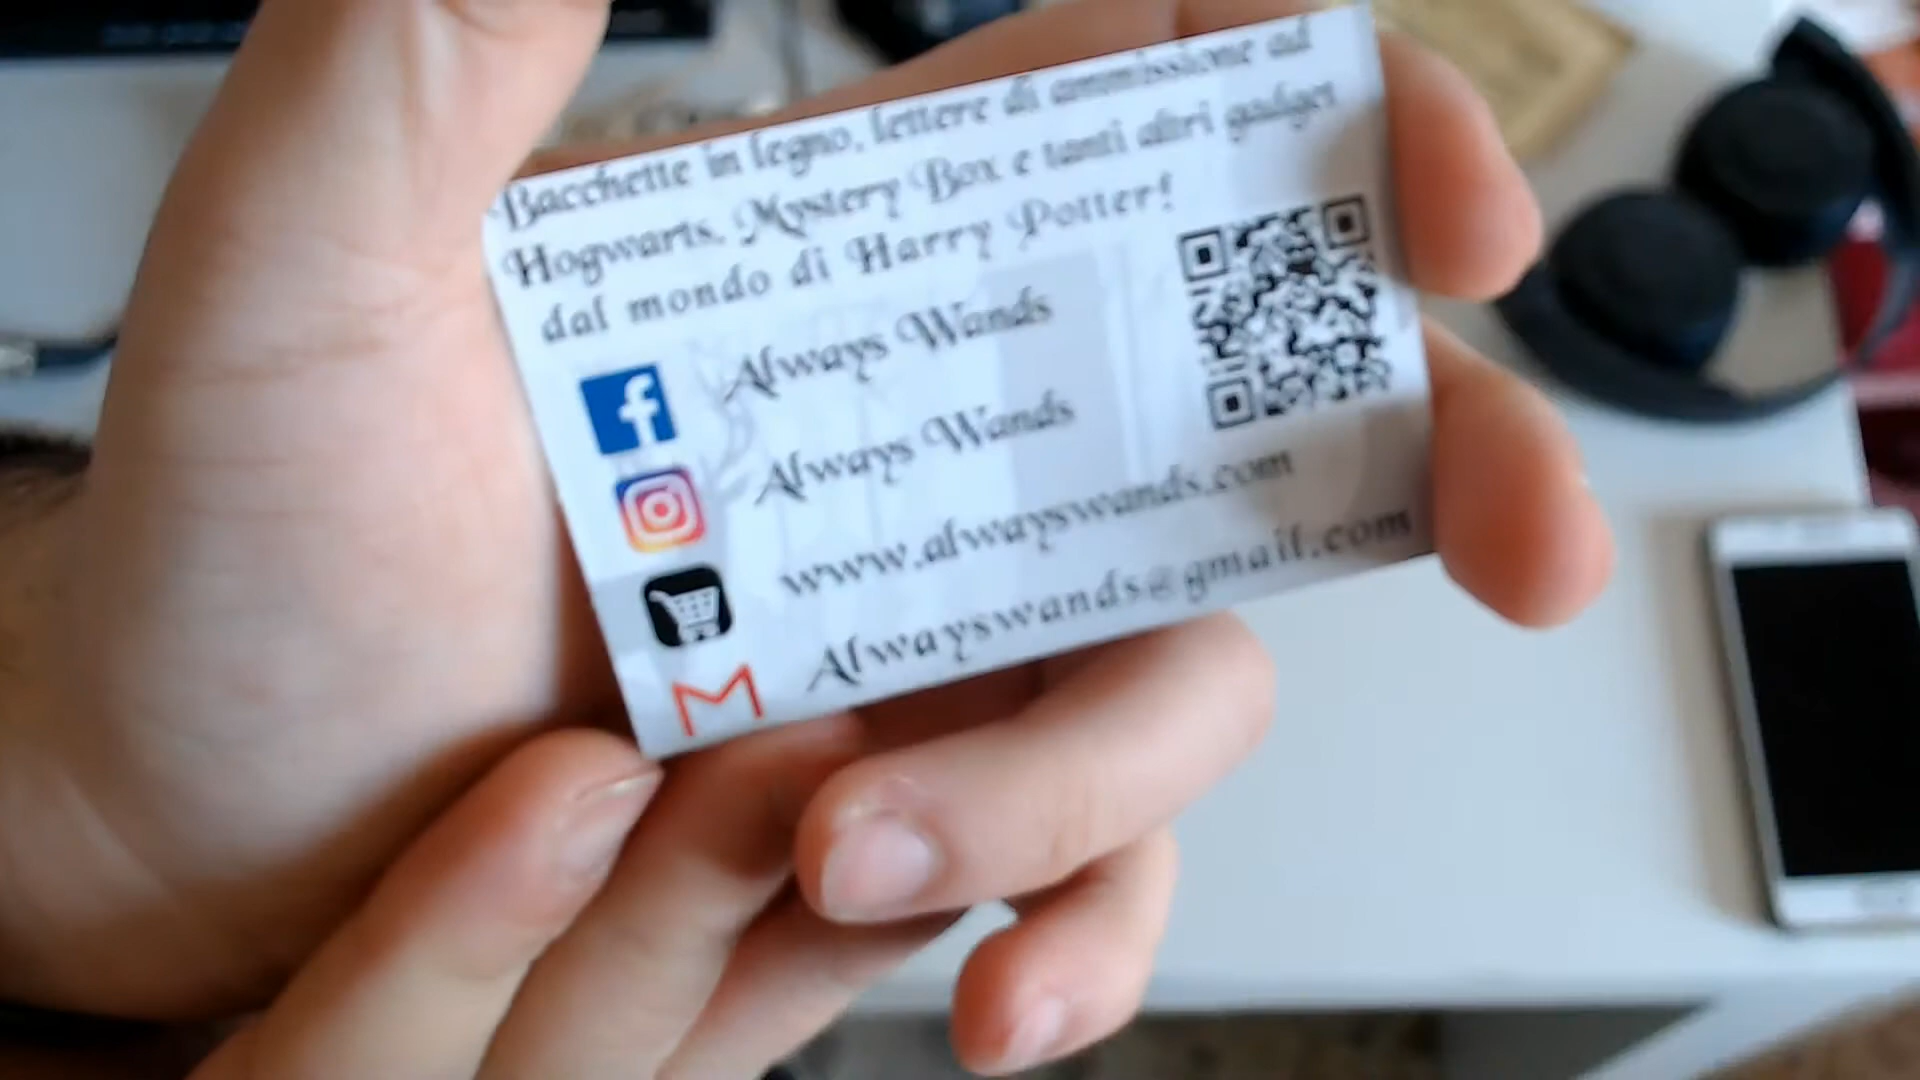 Bacchette in legno, lettere di ammissione ad
Hogwarts, Mystery Box e tanti altri gadget
dal mondo di Harry Potter!
Always Wands
Always Wands
www.alwayswands.com
Alwayswands@gmail.com